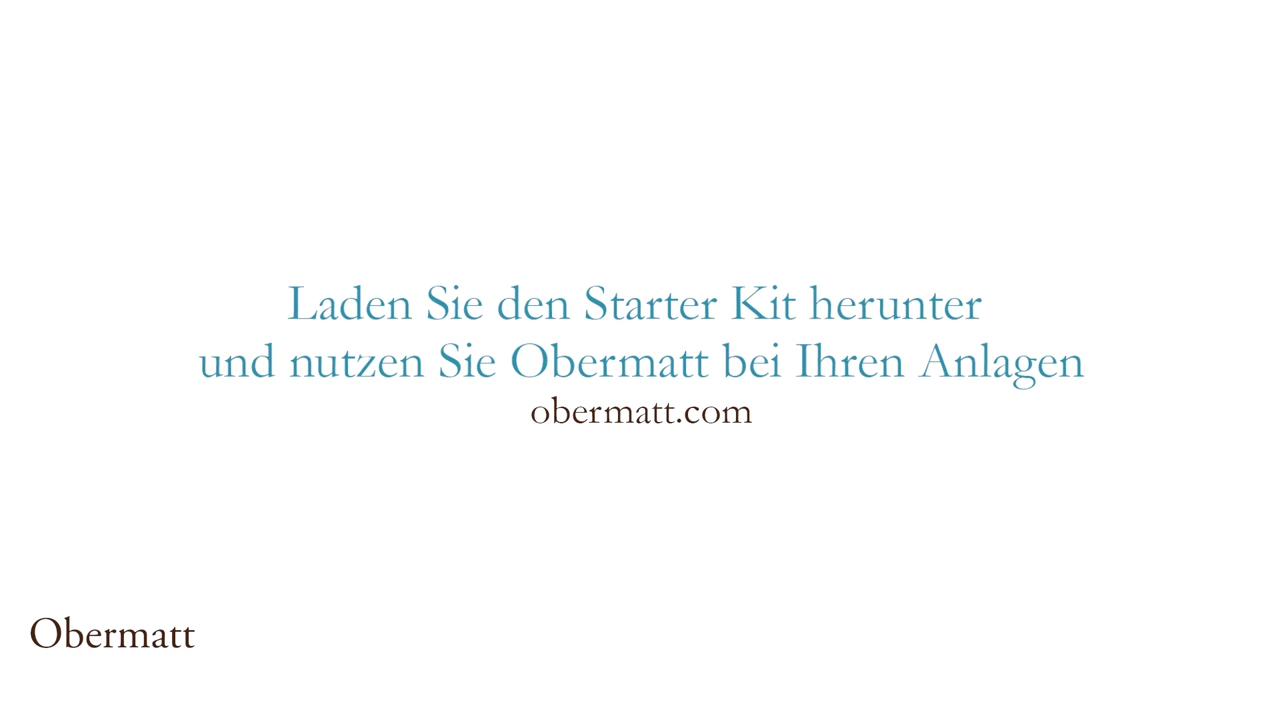 Laden Sie den Starter Kit herunter
und nutzen Sie Obermatt bei Ihren Anlagen
obermatt.com
Obermatt